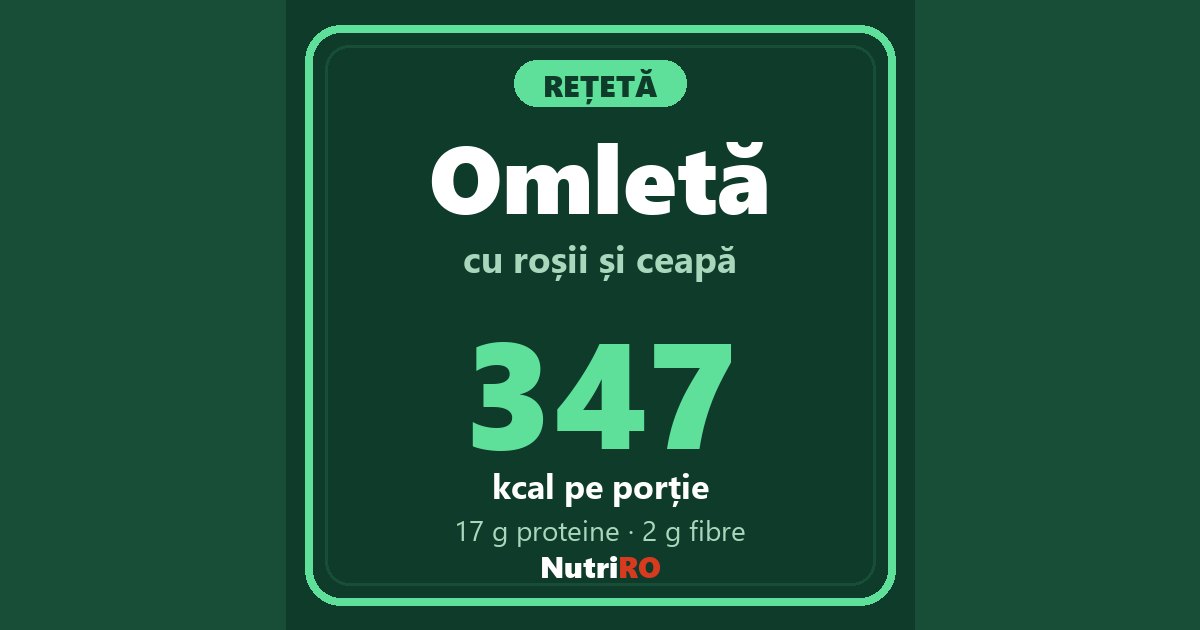 REȚETĂ
Omletă
cu roșii și ceapă
347
kcal pe porție
17 g proteine · 2 g fibre
NutriRO